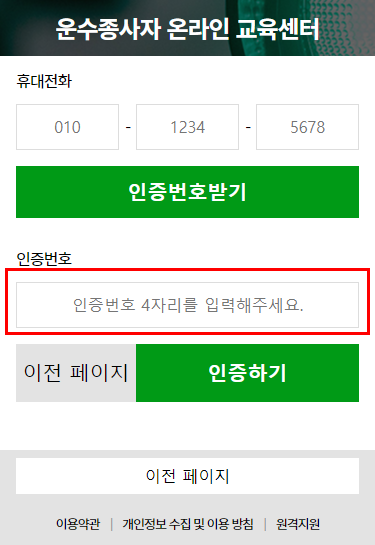 운수종사자 온라인 교육센터
휴대전화
010 - 1234 - 5678
인증번호받기
인증번호
인증번호 4자리를 입력해주세요.
이전 페이지 인증하기
이전 페이지
이용약관 | 개인정보 수집 및 이용 방침 | 원격지원